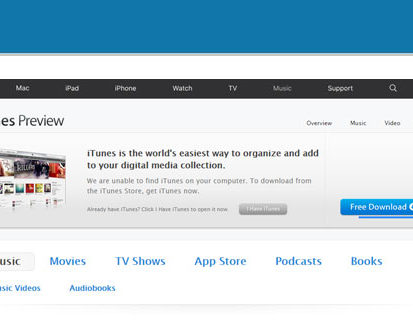 Mac iPad iPhone Watch TV Music Support
es Preview
Overview Music Video
iTunes is the world's easiest way to organize and add
to your digital media collection.
We are unable to find iTunes on your computer. To download from
the iTunes Store, get iTunes now.
Already have iTunes? Click I Have iTunes to open it now. I Have iTunes
Free Download
usic Movies TV Shows App Store Podcasts Books
usic Videos Audiobooks